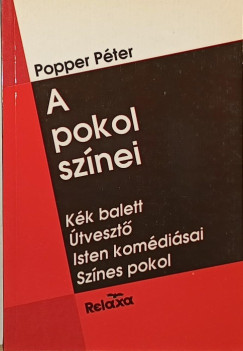 Popper Péter
A
pokol
színei
Kék balett
Útvesztő
Isten komédiásai
Színes pokol
Relaxa